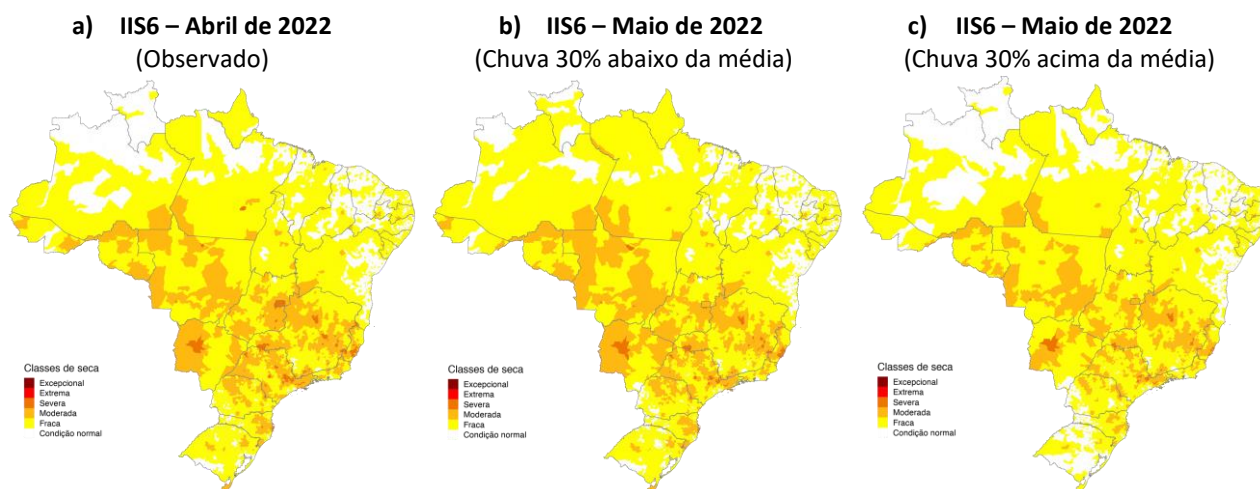 a) IIS6 – Abril de 2022
(Observado)
b) IIS6 – Maio de 2022
(Chuva 30% abaixo da média)
c) IIS6 – Maio de 2022
(Chuva 30% acima da média)
Classes de seca
Excepcional
Extrema
Severa
Moderada
Fraca
Condição normal
Classes de seca
Excepcional
Extrema
Severa
Moderada
Fraca
Condição normal
Classes de seca
Excepcional
Extrema
Severa
Moderada
Fraca
Condição normal